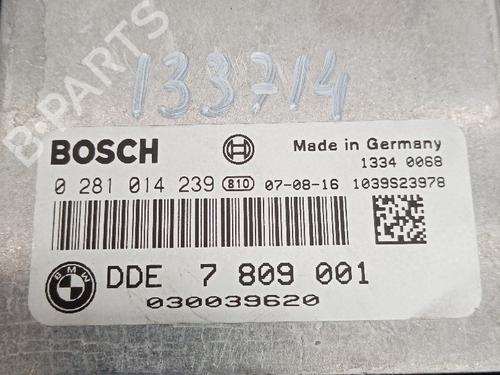 133714
B-PARTS
BOSCH
Made in Germany
1334 0068
0 281 014 239 810 07-08-16 1039S23978
BMW
DDE 7 809 001
030039620